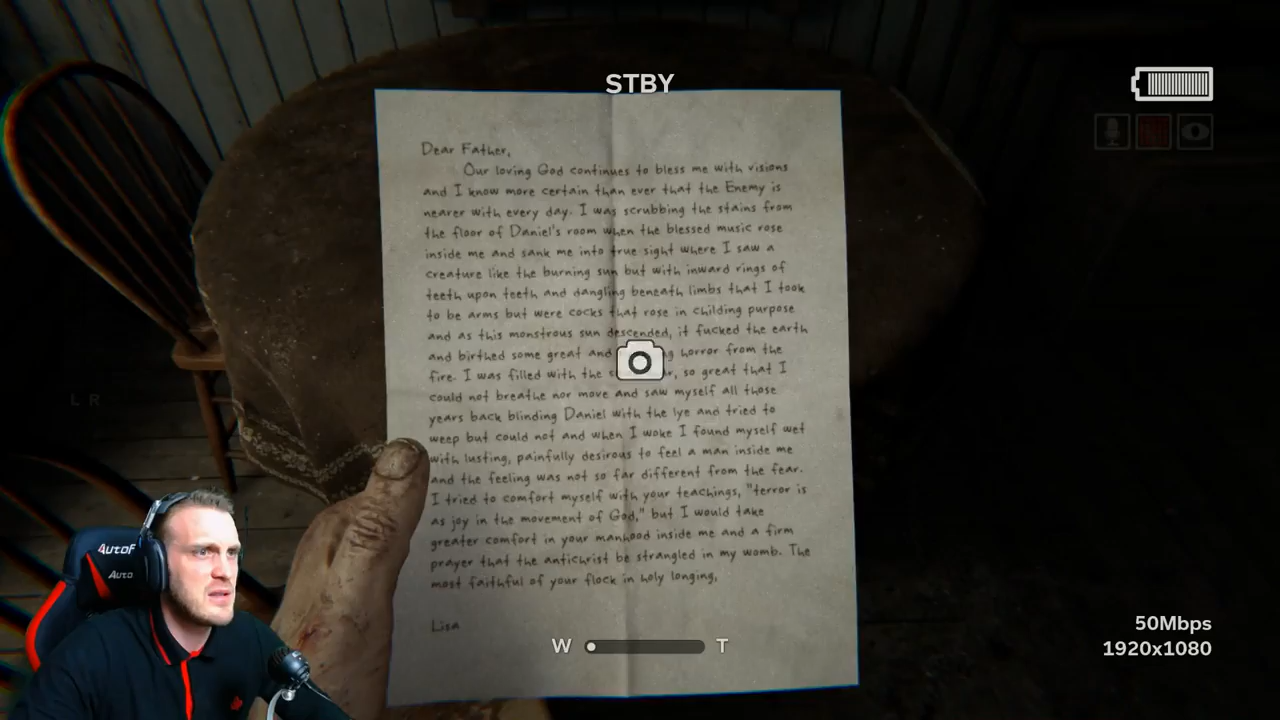 STBY
Dear Father,
Our loving God continues to bless me with visions
and I know more certain than ever that the Enemy is
nearer with every day. I was scrubbing the stains from
the floor of Daniel's room when the blessed music rose
inside me and sank me into true sight where I saw a
creature like the burning sun but with inward rings of
teeth upon teeth and dangling beneath limbs that I took
to be arms but were cocks that rose in childing purpose
and as this monstrous sun descended, it fucked the earth
and birthed some great and horror from the
fire. I was filled with the so great that I
could not breathe nor move and saw myself all those
years back blinding Daniel with the lye and tried to
weep but could not and when I woke I found myself wet
with lusting, painfully desirous to feel a man inside me
and the feeling was not so far different from the fear.
I tried to comfort myself with your teachings, "terror is
as joy in the movement of God," but I would take
greater comfort in your manhood inside me and a firm
prayer that the antichrist be strangled in my womb. The
most faithful of your flock in holy longing,
Lisa
L R
W T
50Mbps
1920x1080
AUTOF
AUTO